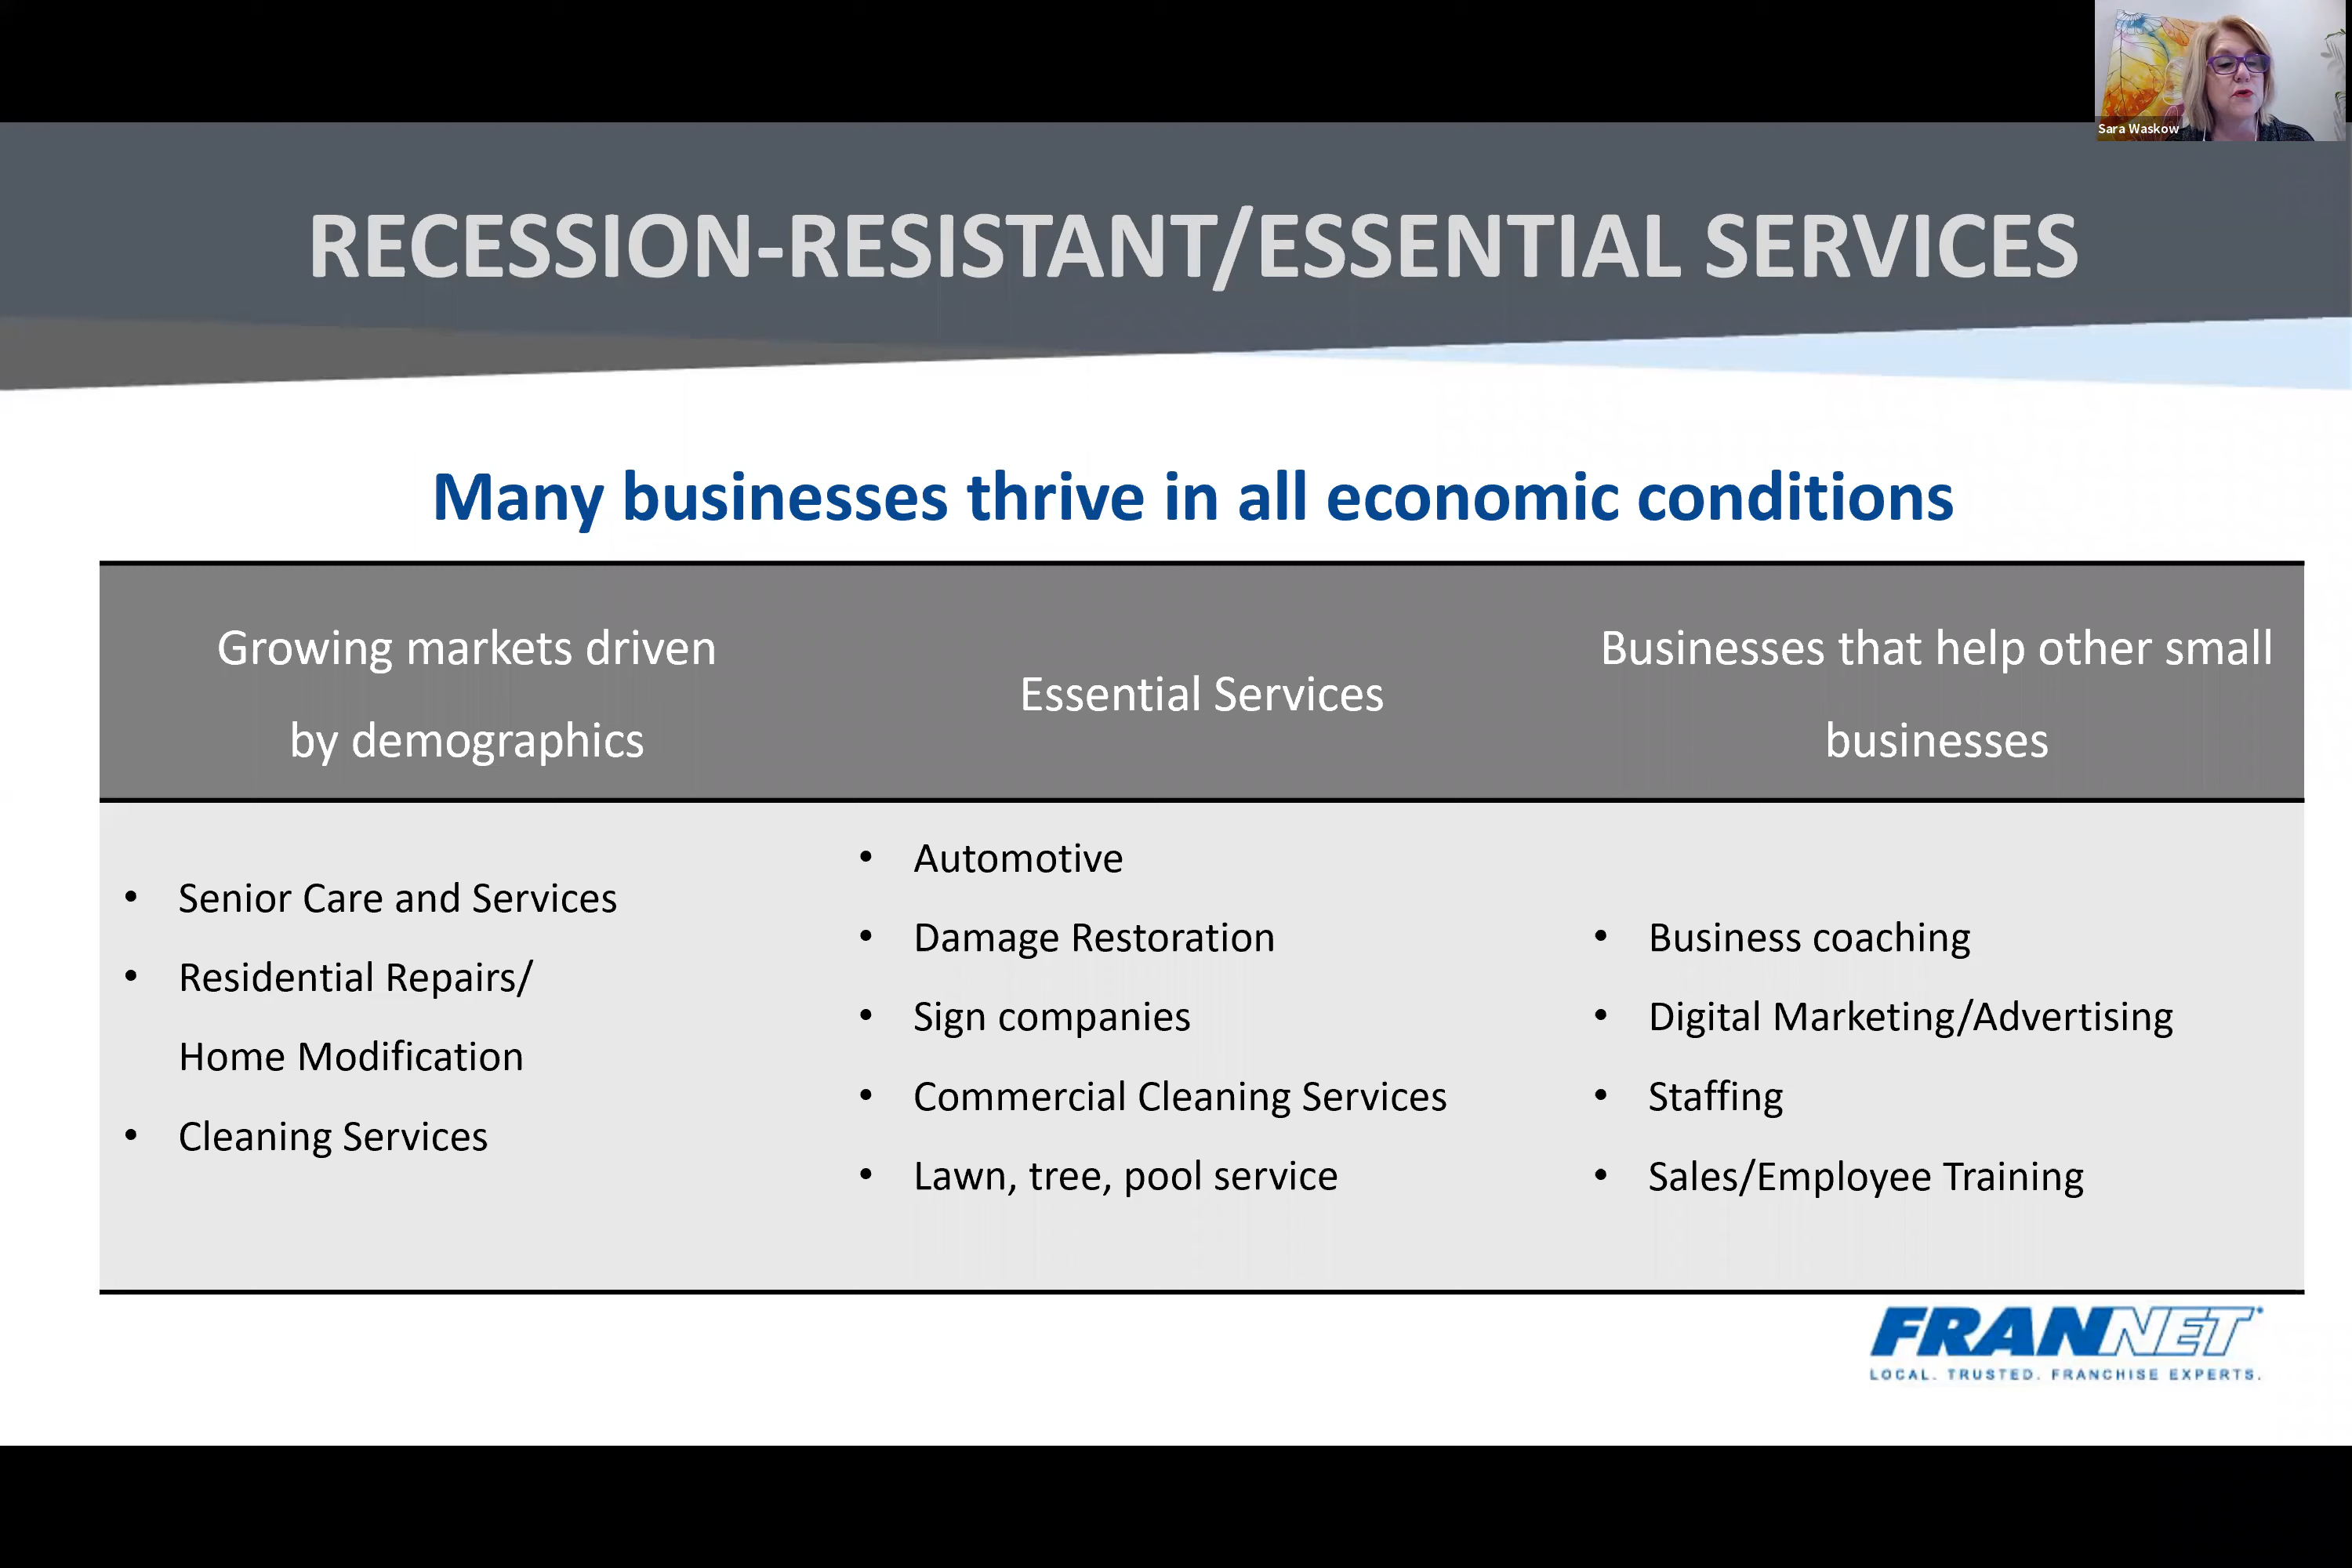 Sara Waskow
RECESSION-RESISTANT/ESSENTIAL SERVICES
Many businesses thrive in all economic conditions
Growing markets driven
by demographics
Essential Services
Businesses that help other small
businesses
• Senior Care and Services
• Residential Repairs/
Home Modification
• Cleaning Services
• Automotive
• Damage Restoration
• Sign companies
• Commercial Cleaning Services
• Lawn, tree, pool service
• Business coaching
• Digital Marketing/Advertising
• Staffing
• Sales/Employee Training
FRANNET
LOCAL. TRUSTED. FRANCHISE EXPERTS.